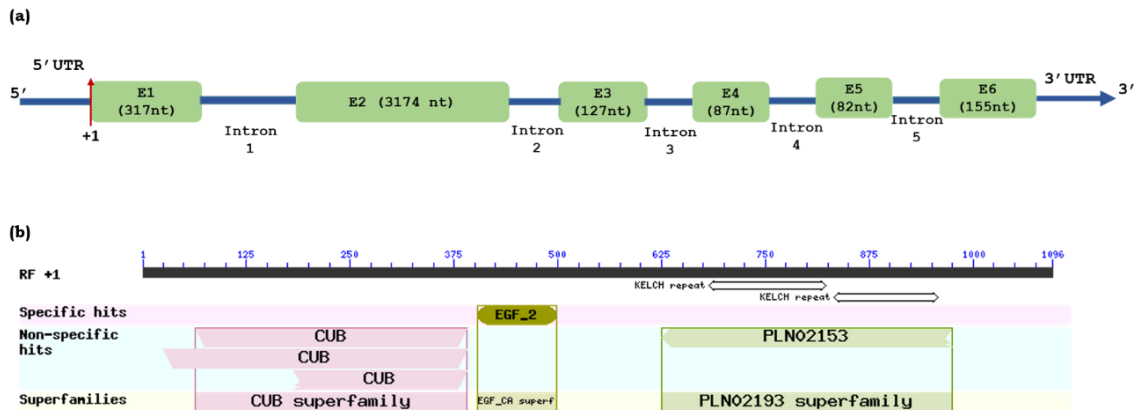 (a)
5' UTR
3' UTR
5'
E1
(317nt)
E2 (3174 nt)
E3
(127nt)
E4
(87nt)
E5
(82nt)
E6
(155nt)
3'
+1
Intron
1
Intron
2
Intron
3
Intron
4
Intron
5
(b)
1 125 250 375 500 625 750 875 1000 1096
RF +1
KELCH repeat
KELCH repeat
Specific hits
EGF_2
Non-specific
hits
CUB
PLN02153
CUB
CUB
Superfamilies
CUB superfamily
EGF_CA superf
PLN02193 superfamily